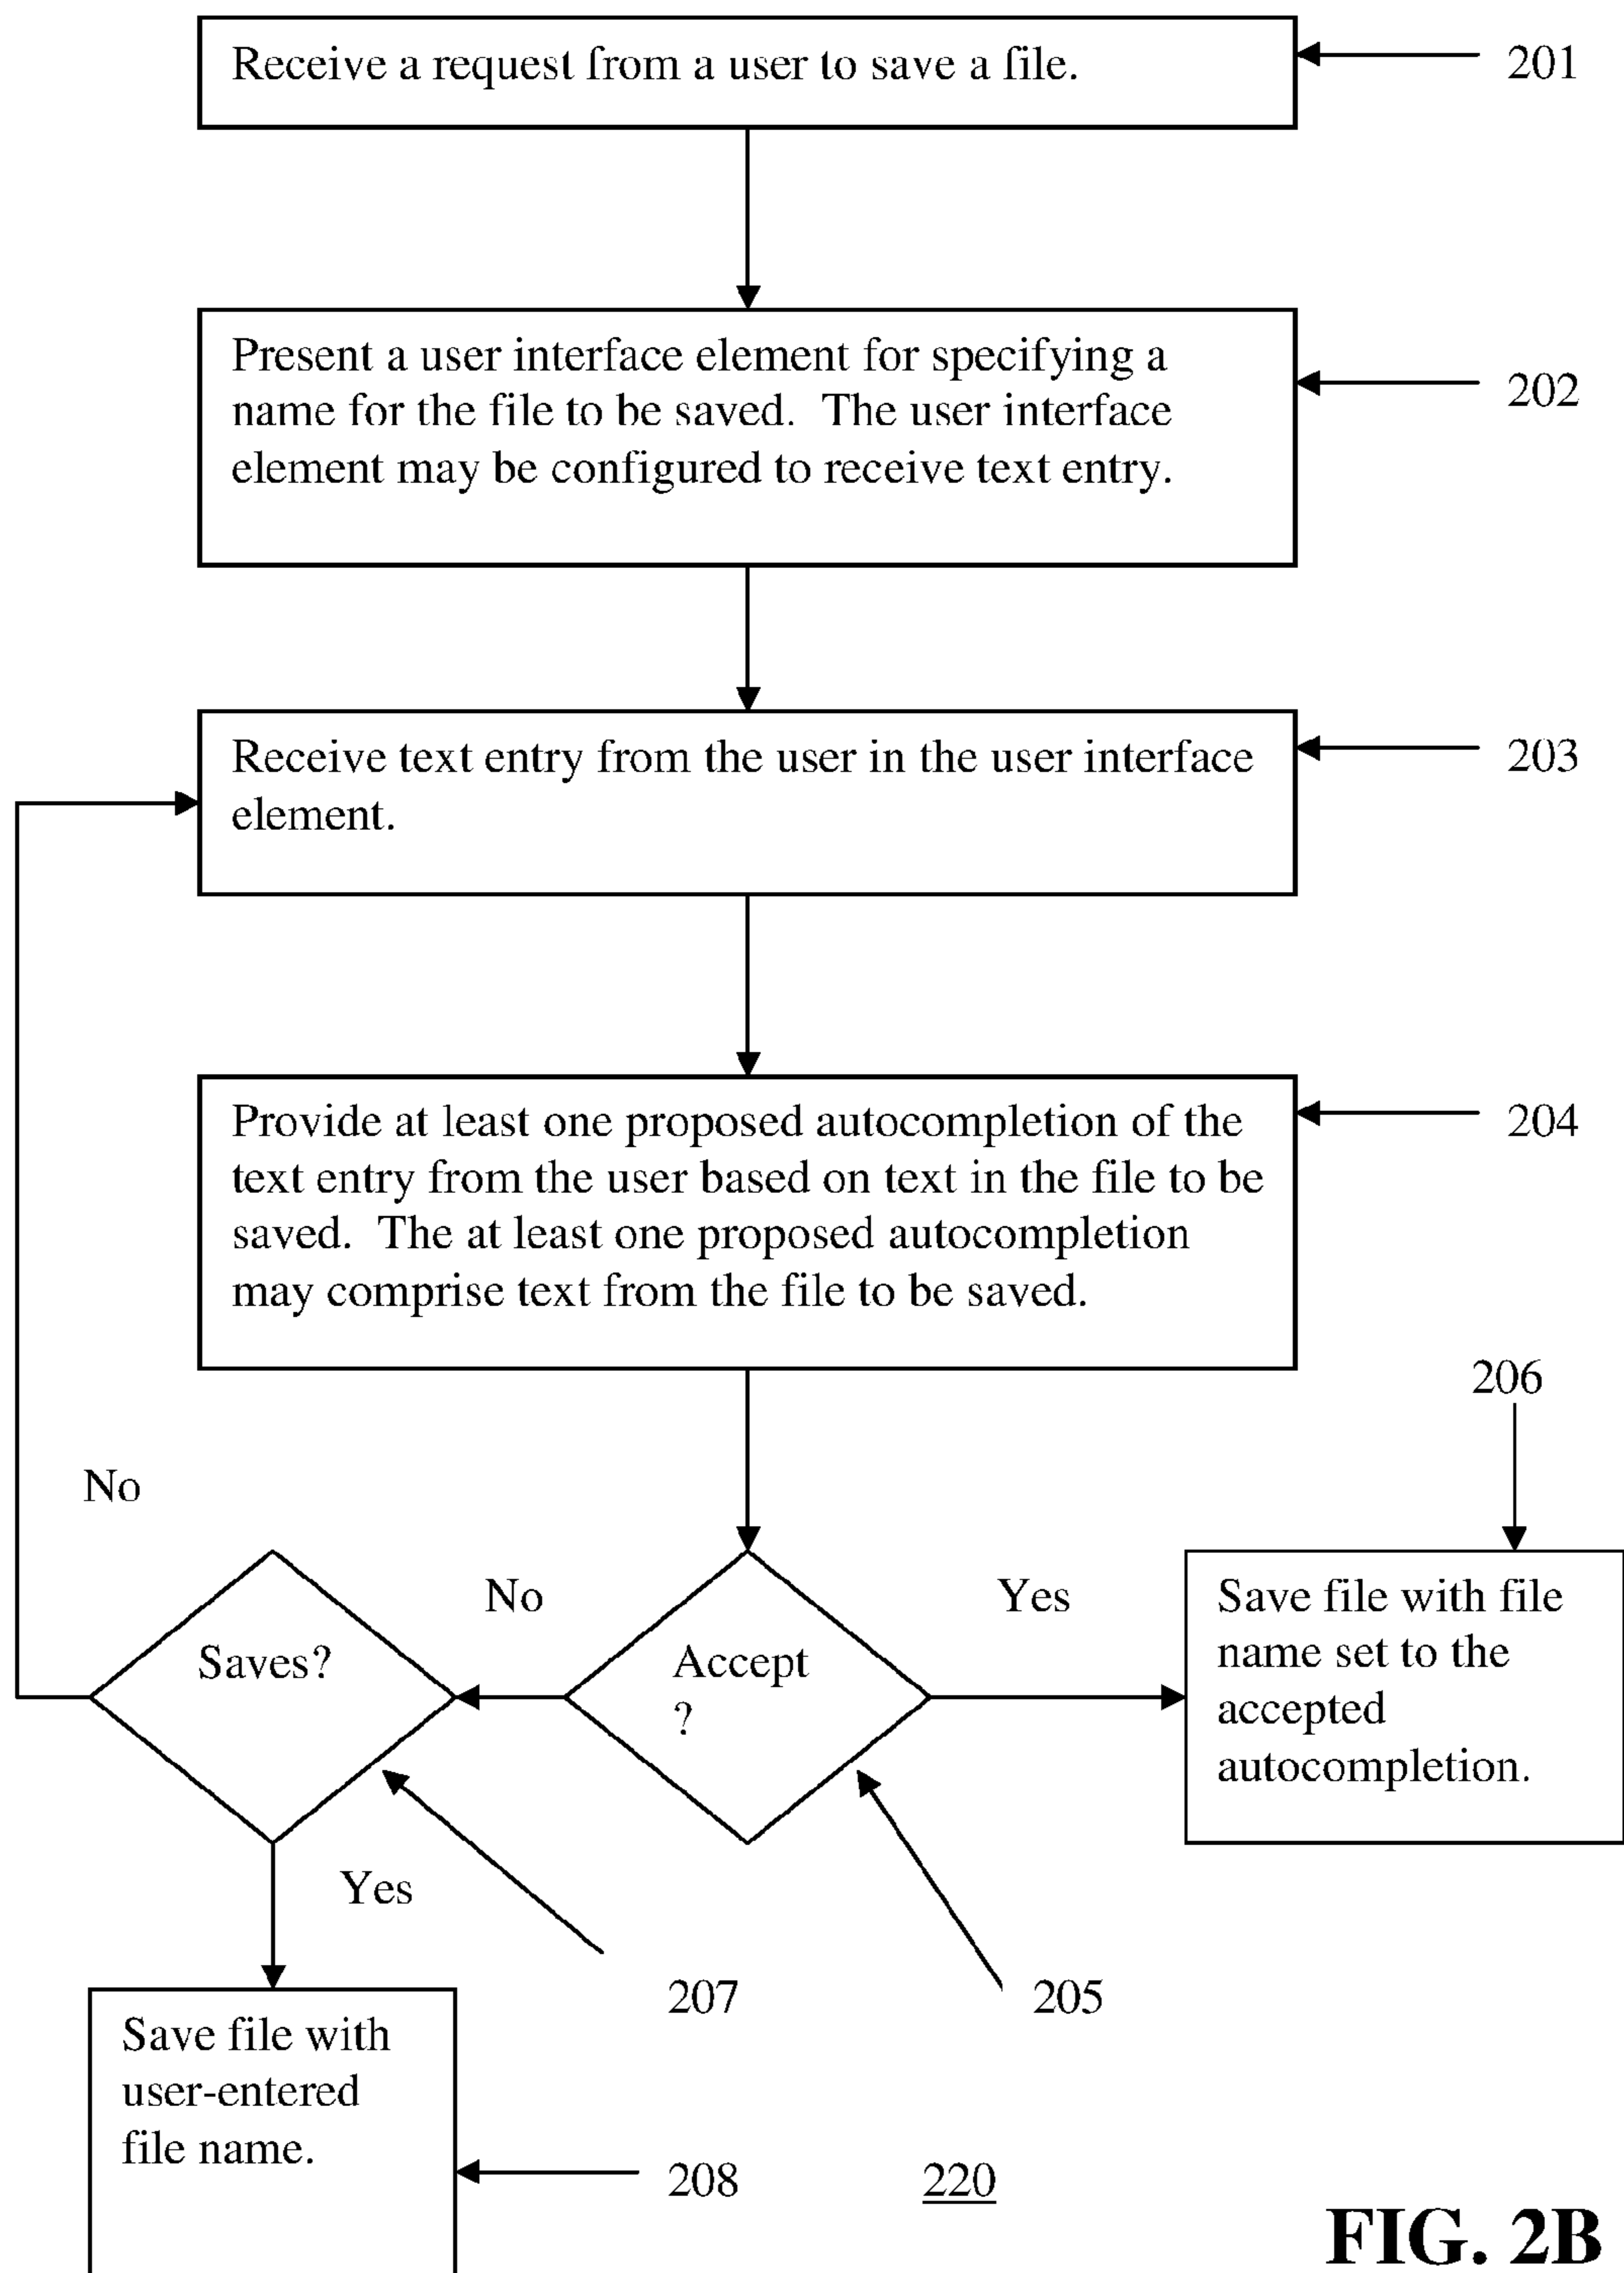 Receive a request from a user to save a file.
201
Present a user interface element for specifying a
name for the file to be saved.  The user interface
element may be configured to receive text entry.
202
Receive text entry from the user in the user interface
element.
203
Provide at least one proposed autocompletion of the
text entry from the user based on text in the file to be
saved.  The at least one proposed autocompletion
may comprise text from the file to be saved.
204
206
No
Saves?
No
Accept
?
Yes
Save file with file
name set to the
accepted
autocompletion.
Yes
207
205
Save file with
user-entered
file name.
208
220
FIG. 2B